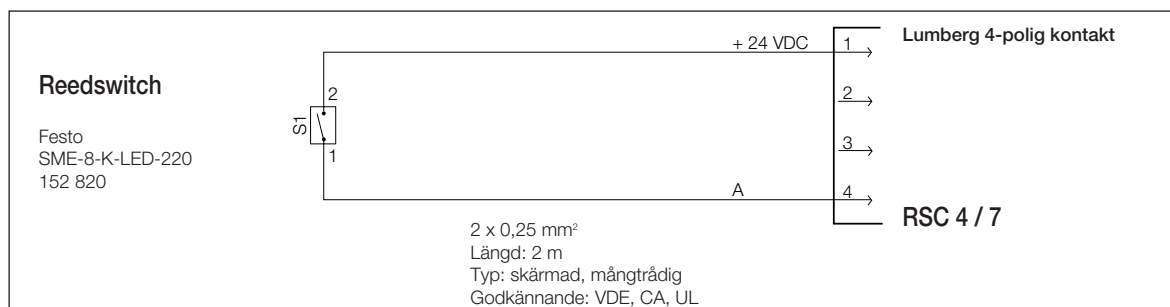 + 24 VDC
1
Lumberg 4-polig kontakt
Reedswitch
2
2
S1
Festo
SME-8-K-LED-220
152 820
1
3
A
4
RSC 4 / 7
2 x 0,25 mm²
Längd: 2 m
Typ: skärmad, mångtrådig
Godkännande: VDE, CA, UL